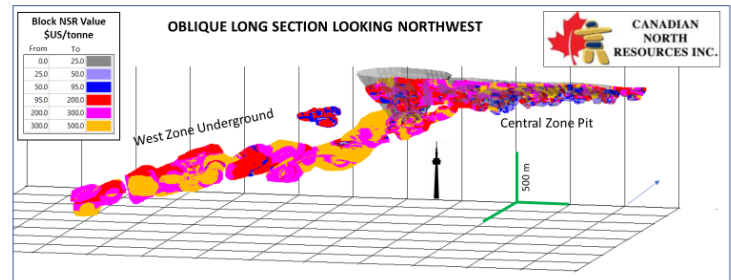 Block NSR Value
$US/tonne
From To
0.0 25.0
25.0 50.0
50.0 95.0
95.0 200.0
200.0 300.0
300.0 500.0
OBLIQUE LONG SECTION LOOKING NORTHWEST
CANADIAN
NORTH
RESOURCES INC.
West Zone Underground
Central Zone Pit
500 m